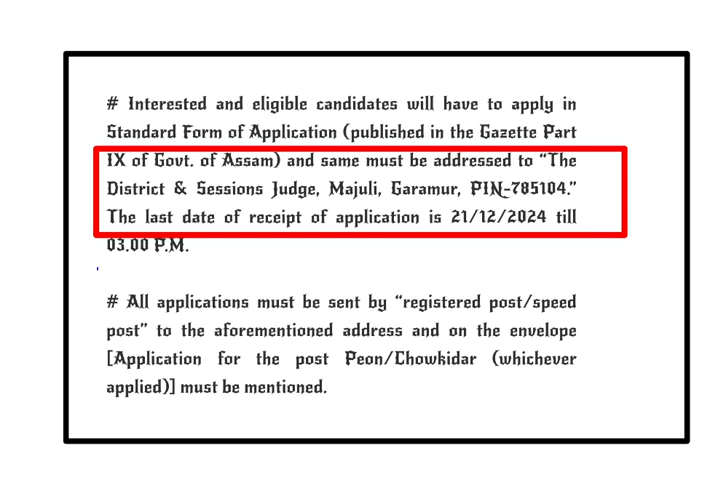 # Interested and eligible candidates will have to apply in
Standard Form of Application (published in the Gazette Part
IX of Govt. of Assam) and same must be addressed to “The
District & Sessions Judge, Majuli, Garamur, PIN-785104.”
The last date of receipt of application is 21/12/2024 till
03.00 P.M.
# All applications must be sent by “registered post/speed
post” to the aforementioned address and on the envelope
[Application for the post Peon/Chowkidar (whichever
applied)] must be mentioned.